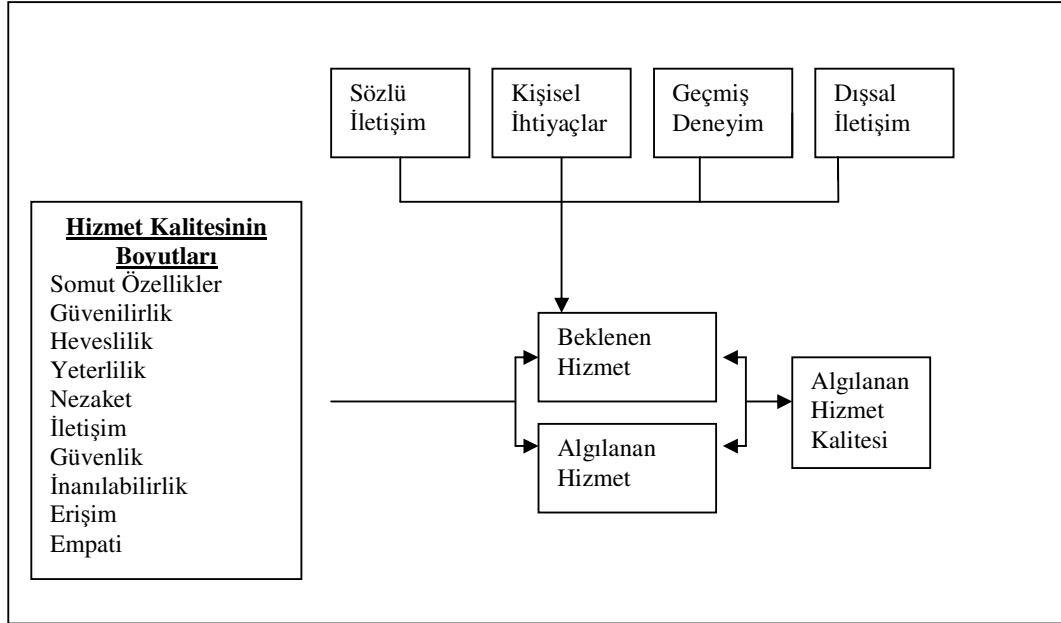 Sözlü
İletişim
Kişisel
İhtiyaçlar
Geçmiş
Deneyim
Dışsal
İletişim
Hizmet Kalitesinin
Boyutları
Somut Özellikler
Güvenilirlik
Heveslilik
Yeterlilik
Nezaket
İletişim
Güvenlik
İnanılabilirlik
Erişim
Empati
Beklenen
Hizmet
Algılanan
Hizmet
Algılanan
Hizmet
Kalitesi